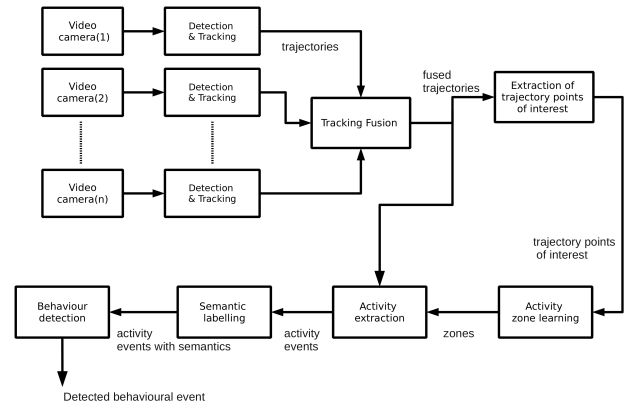 Video
camera(1)
Detection
& Tracking
trajectories
Video
camera(2)
Detection
& Tracking
Tracking Fusion
fused
trajectories
Extraction of
trajectory points
of interest
Video
camera(n)
Detection
& Tracking
trajectory points
of interest
Behaviour
detection
Semantic
labelling
Activity
extraction
Activity
zone learning
activity
events with semantics
activity
events
zones
Detected behavioural event